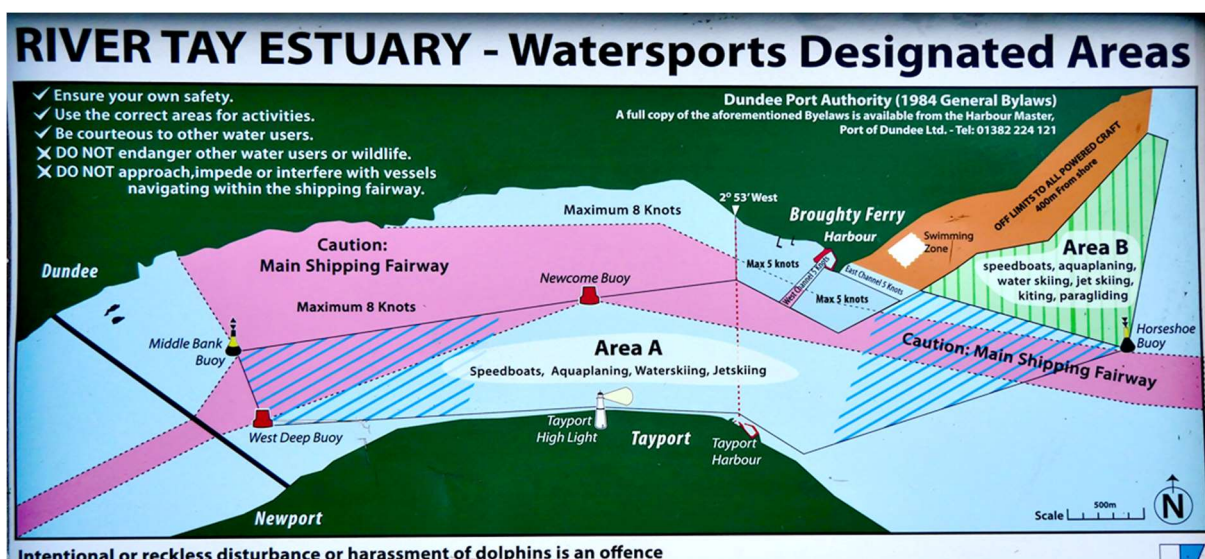 RIVER TAY ESTUARY - Watersports Designated Areas
Ensure your own safety.
Use the correct areas for activities.
Be courteous to other water users.
DO NOT endanger other water users or wildlife.
DO NOT approach,impede or interfere with vessels
navigating within the shipping fairway.
Dundee Port Authority (1984 General Bylaws)
A full copy of the aforementioned Byelaws is available from the Harbour Master,
Port of Dundee Ltd. - Tel: 01382 224 121
OFF LIMITS TO ALL POWERED CRAFT
400m From shore
Maximum 8 Knots
2° 53' West
Broughty Ferry
Harbour
Swimming
Zone
Caution:
Main Shipping Fairway
Dundee
Newcome Buoy
Max 5 knots
West Channel 5 Knots
East Channel 5 Knots
Max 5 knots
Area B
speedboats, aquaplaning,
water skiing, jet skiing,
kiting, paragliding
Maximum 8 Knots
Middle Bank
Buoy
Horseshoe
Buoy
Area A
Speedboats, Aquaplaning, Waterskiing, Jetskiing
Caution: Main Shipping Fairway
West Deep Buoy
Tayport
High Light
Tayport
Tayport
Harbour
Newport
Scale
500m
N
Intentional or reckless disturbance or harassment of dolphins is an offence